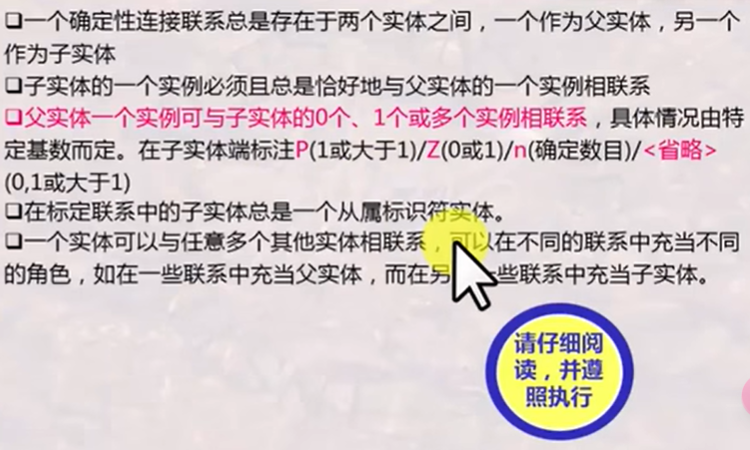 ❑一个确定性连接联系总是存在于两个实体之间，一个作为父实体，另一个
作为子实体
❑子实体的一个实例必须且总是恰好地与父实体的一个实例相联系
❑父实体一个实例可与子实体的0个、1个或多个实例相联系，具体情况由特
定基数而定。在子实体端标注P(1或大于1)/Z(0或1)/n(确定数目)/<省略>
(0,1或大于1)
❑在标定联系中的子实体总是一个从属标识符实体。
❑一个实体可以与任意多个其他实体相联系，可以在不同的联系中充当不同
的角色，如在一些联系中充当父实体，而在另一些联系中充当子实体。
请仔细阅
读，并遵
照执行